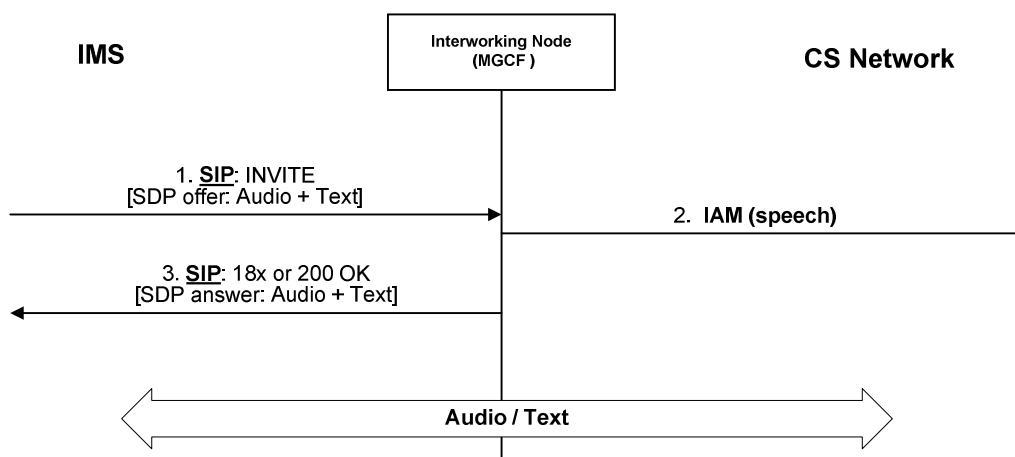 IMS
Interworking Node
(MGCF )
CS Network
1. SIP: INVITE
[SDP offer: Audio + Text]
2. IAM (speech)
3. SIP: 18x or 200 OK
[SDP answer: Audio + Text]
Audio / Text